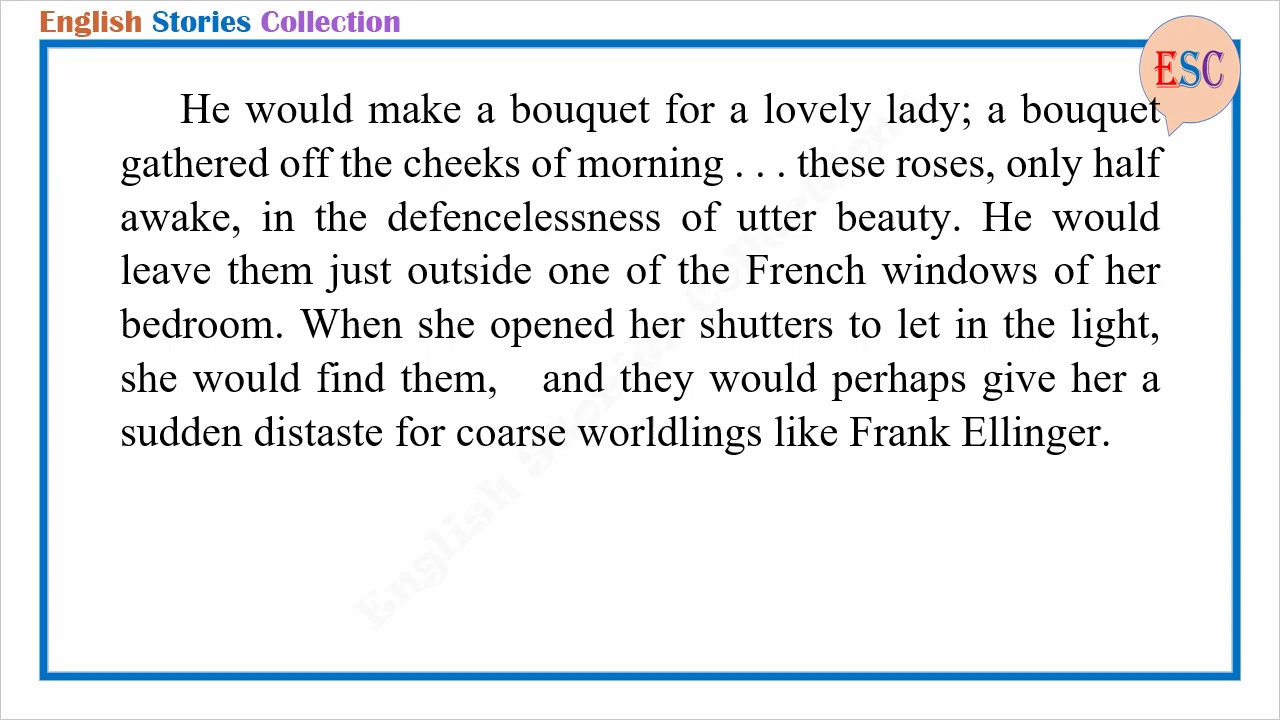 English Stories Collection
ESC
He would make a bouquet for a lovely lady; a bouquet
gathered off the cheeks of morning . . . these roses, only half
awake, in the defencelessness of utter beauty. He would
leave them just outside one of the French windows of her
bedroom. When she opened her shutters to let in the light,
she would find them, and they would perhaps give her a
sudden distaste for coarse worldlings like Frank Ellinger.
English Stories Collection